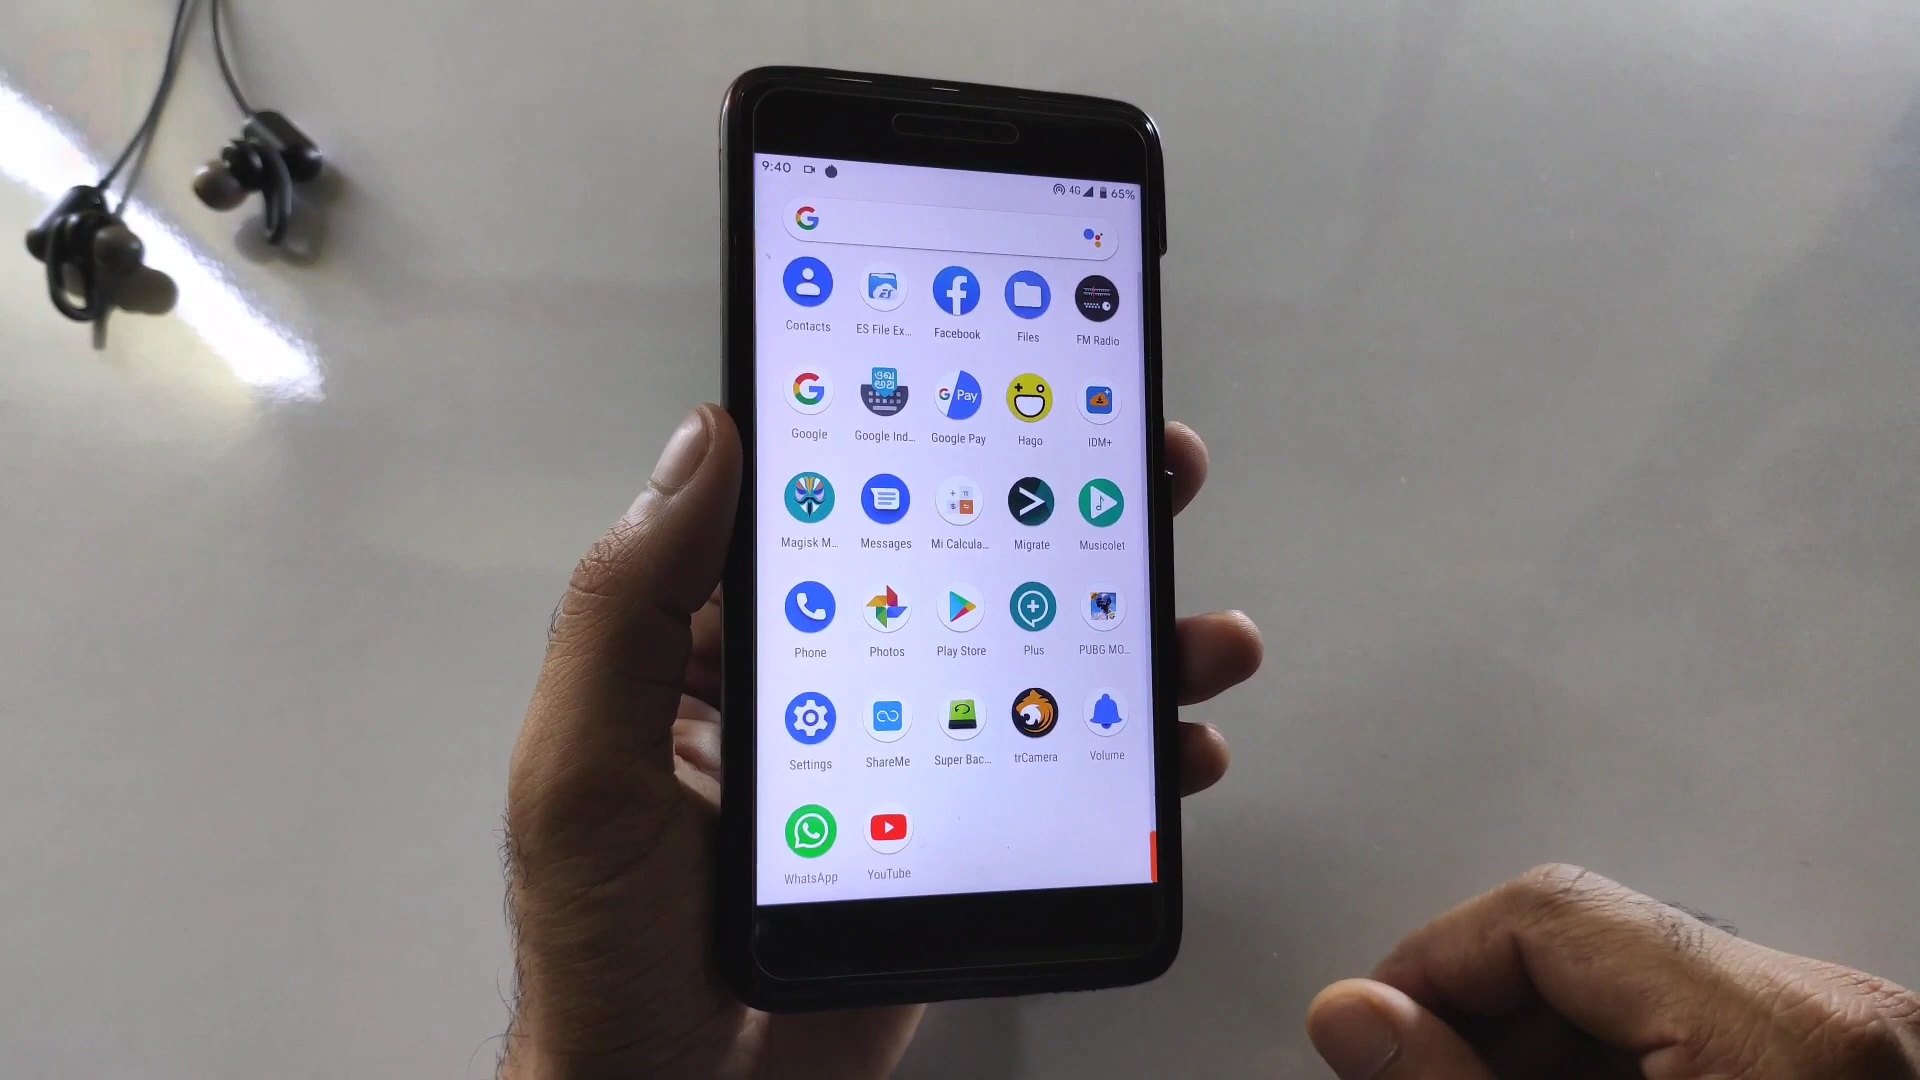 9:40 4G 65%
G
Contacts ES File Ex... Facebook Files FM Radio
G Pay
Google Google Ind... Google Pay Hago IDM+
Magisk M... Messages Mi Calcula... Migrate Musicolet
Phone Photos Play Store Plus PUBG MO...
Settings ShareMe Super Bac... trCamera Volume
WhatsApp YouTube